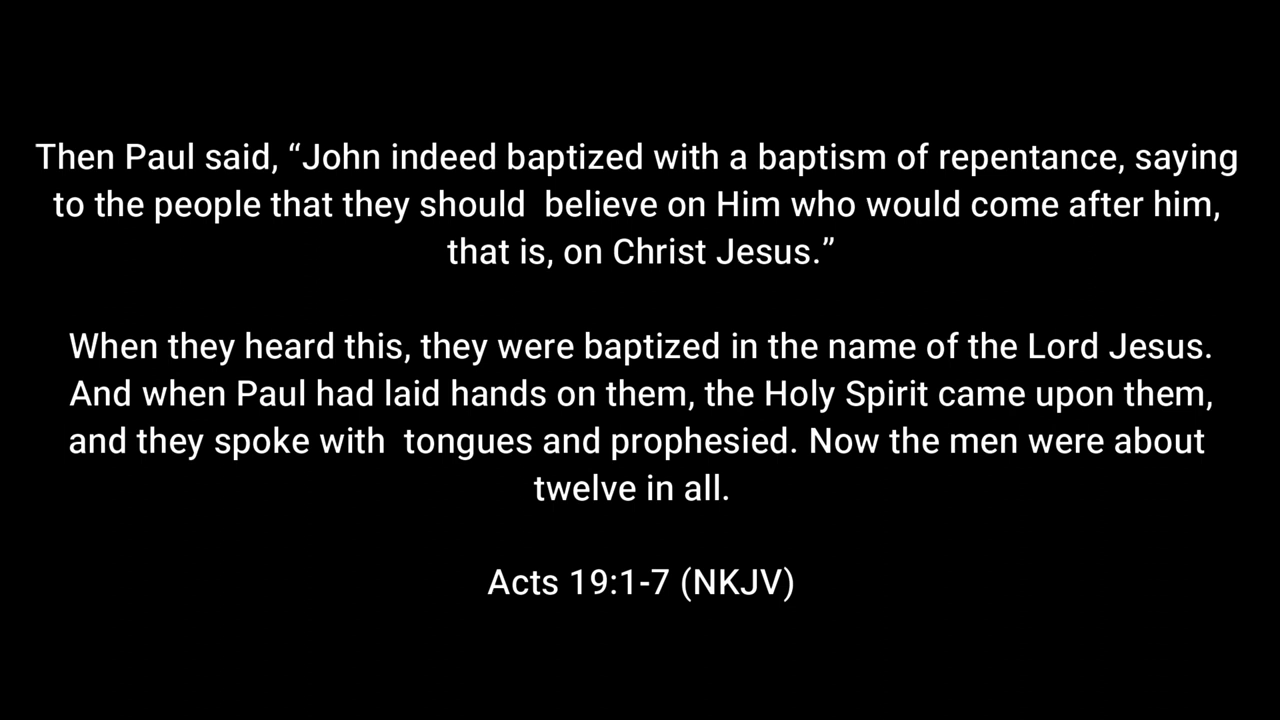 Then Paul said, “John indeed baptized with a baptism of repentance, saying
to the people that they should  believe on Him who would come after him,
that is, on Christ Jesus.”
When they heard this, they were baptized in the name of the Lord Jesus.
And when Paul had laid hands on them, the Holy Spirit came upon them,
and they spoke with  tongues and prophesied. Now the men were about
twelve in all.
Acts 19:1-7 (NKJV)